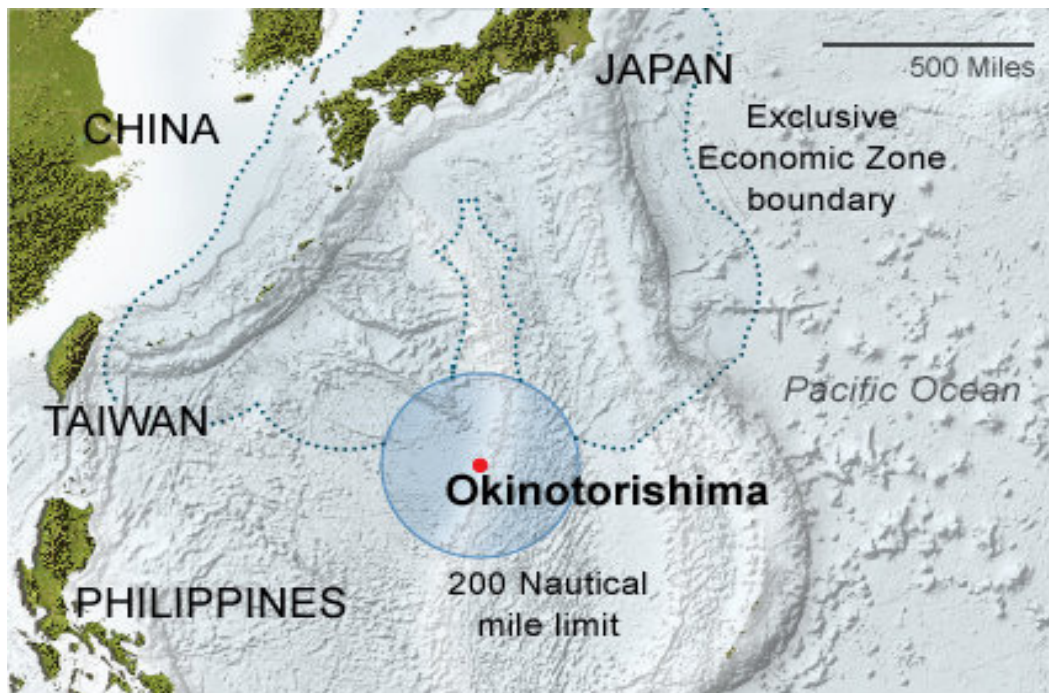 JAPAN
500 Miles
CHINA
Exclusive
Economic Zone
boundary
Pacific Ocean
TAIWAN
Okinotorishima
200 Nautical
mile limit
PHILIPPINES